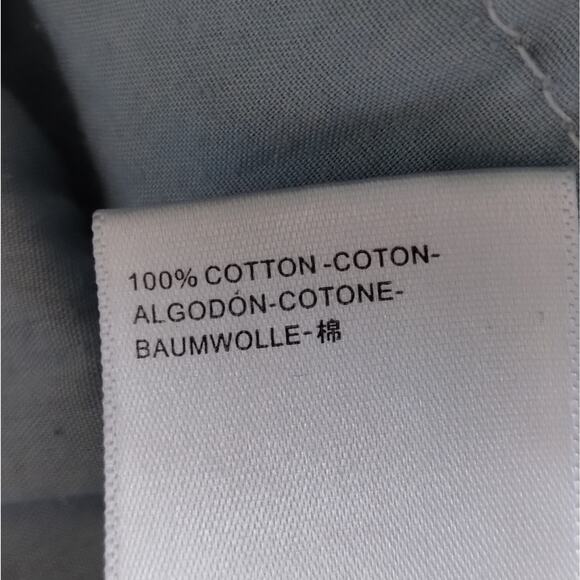 100% COTTON -COTON-
ALGODÓN-COTONE-
BAUMWOLLE-棉